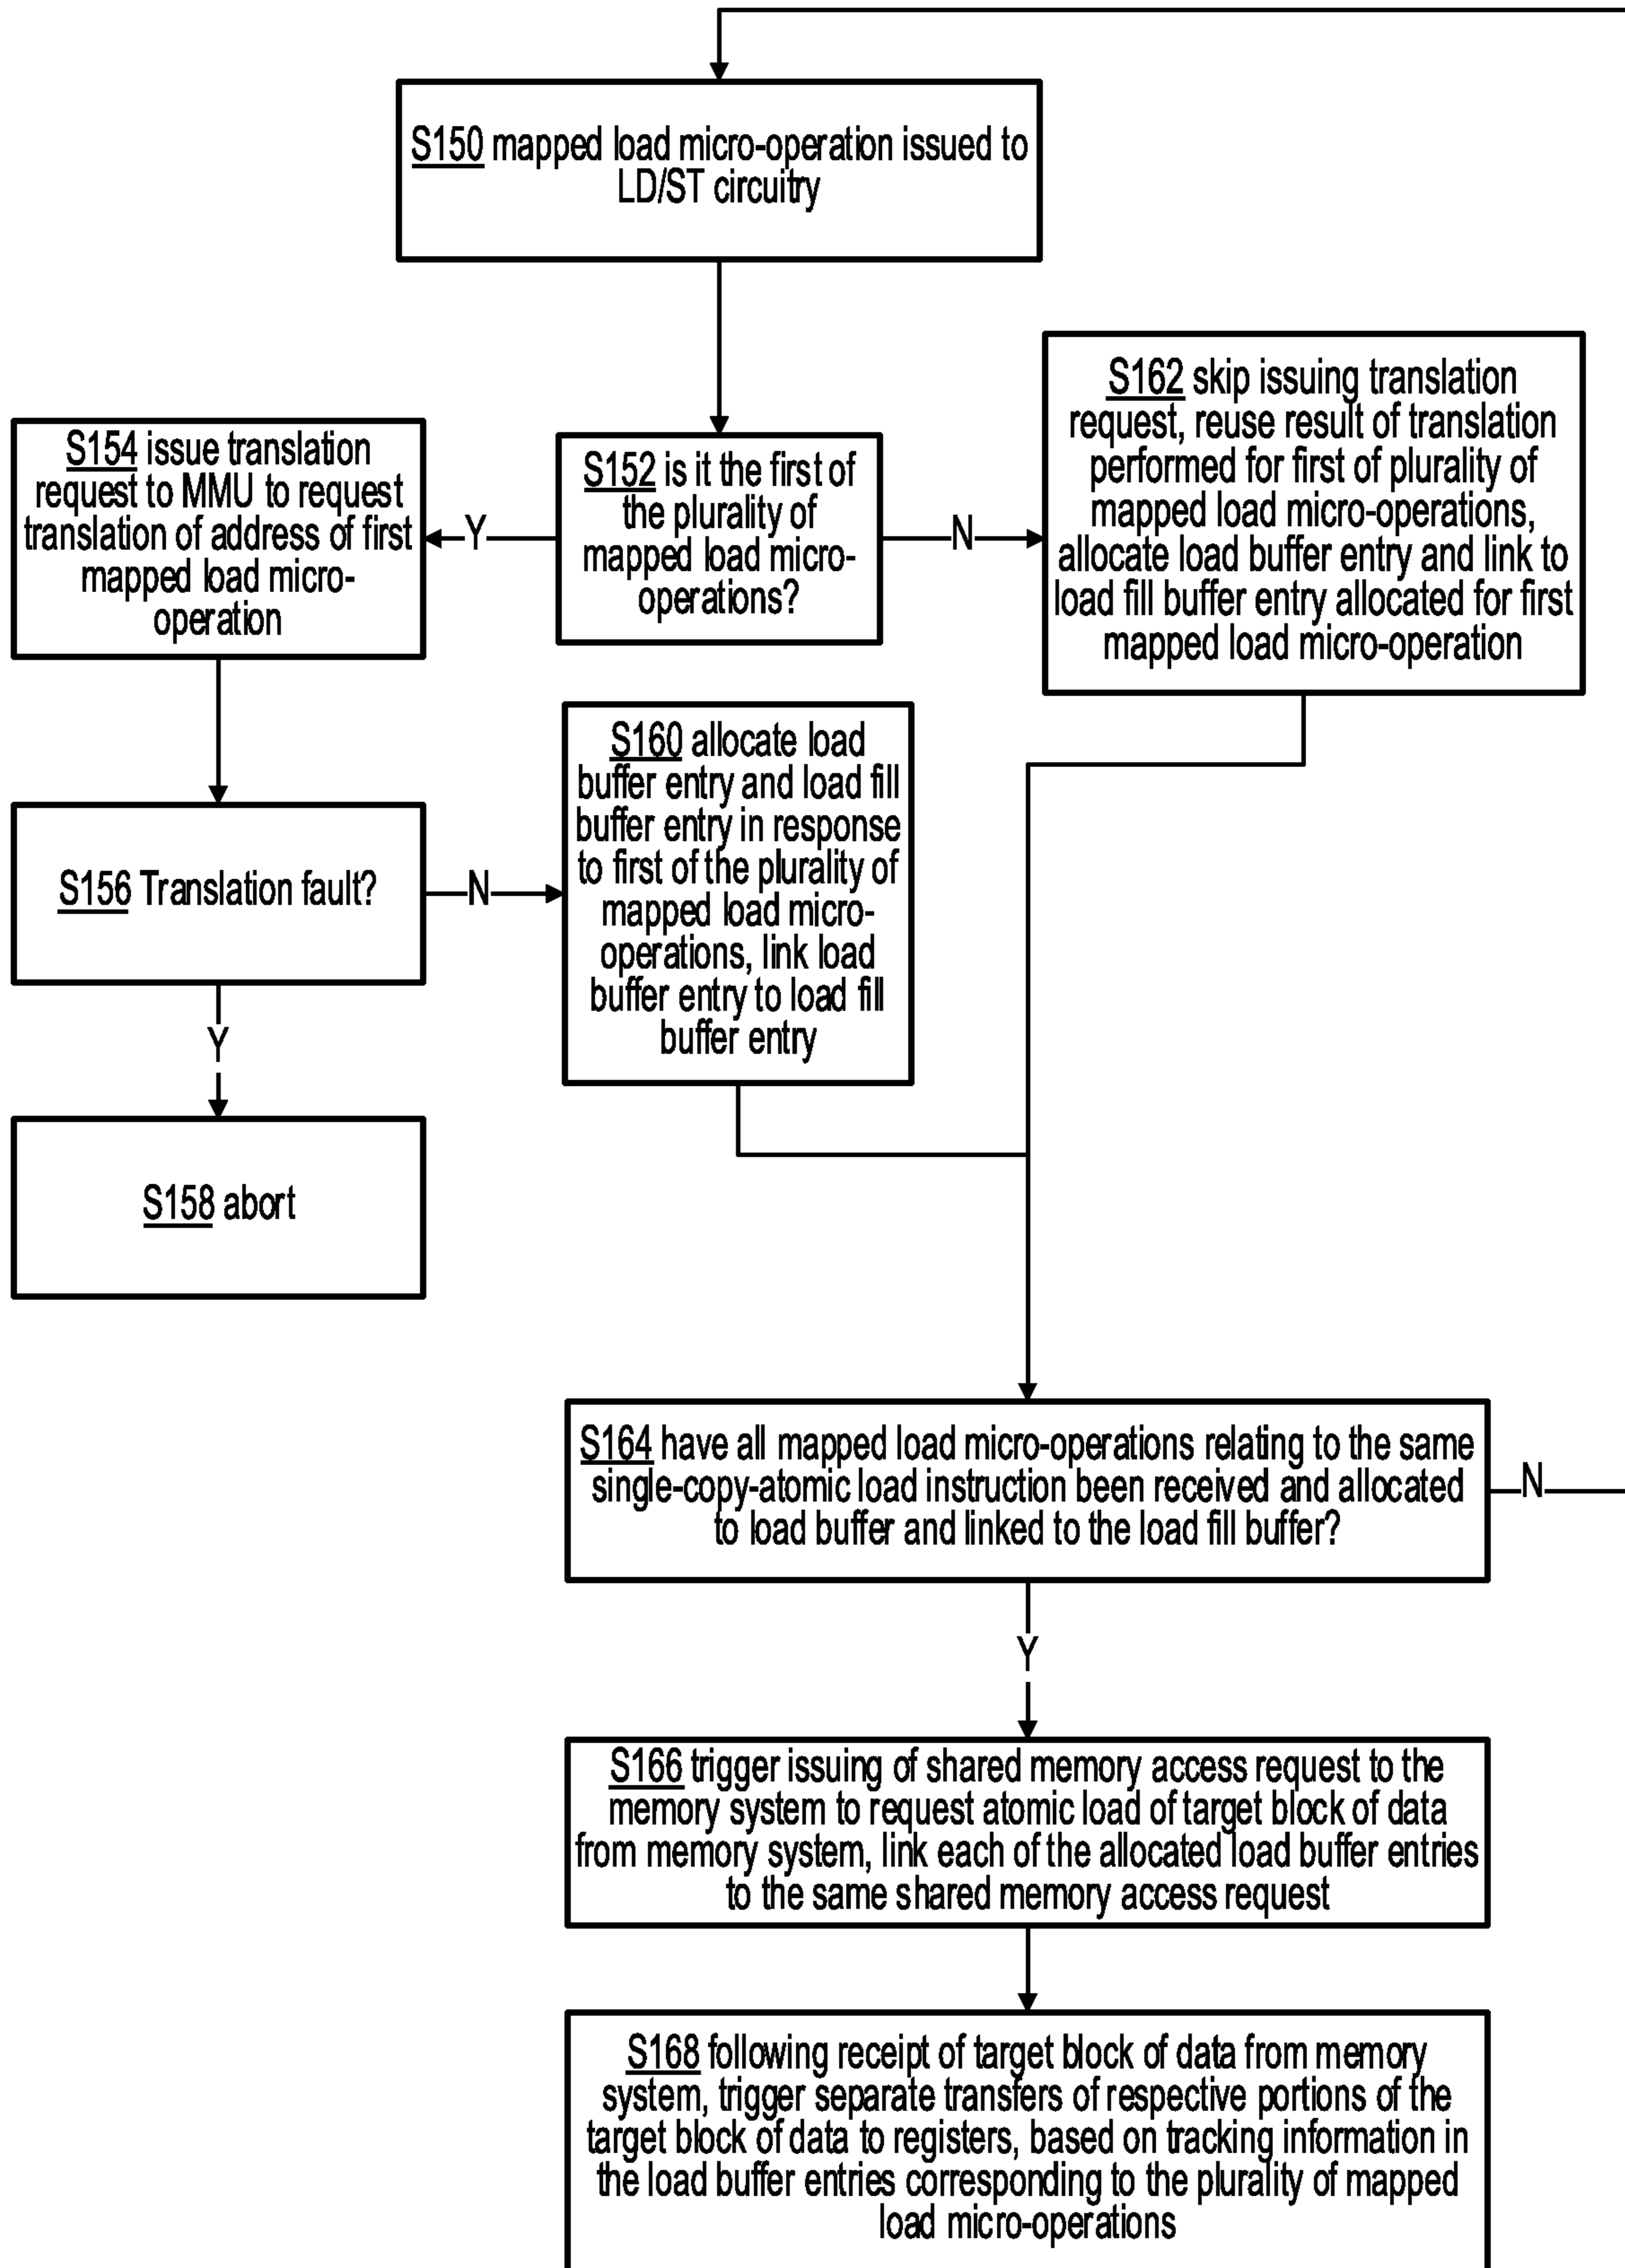 S150 mapped load micro-operation issued to
LD/ST circuitry
S152 is it the first of
the plurality of
mapped load micro-
operations?
Y
N
S154 issue translation
request to MMU to request
translation of address of first
mapped load micro-
operation
S162 skip issuing translation
request, reuse result of translation
performed for first of plurality of
mapped load micro-operations,
allocate load buffer entry and link to
load fill buffer entry allocated for first
mapped load micro-operation
S156 Translation fault?
N
Y
S160 allocate load
buffer entry and load fill
buffer entry in response
to first of the plurality of
mapped load micro-
operations, link load
buffer entry to load fill
buffer entry
S158 abort
S164 have all mapped load micro-operations relating to the same
single-copy-atomic load instruction been received and allocated
to load buffer and linked to the load fill buffer?
N
Y
S166 trigger issuing of shared memory access request to the
memory system to request atomic load of target block of data
from memory system, link each of the allocated load buffer entries
to the same shared memory access request
S168 following receipt of target block of data from memory
system, trigger separate transfers of respective portions of the
target block of data to registers, based on tracking information in
the load buffer entries corresponding to the plurality of mapped
load micro-operations